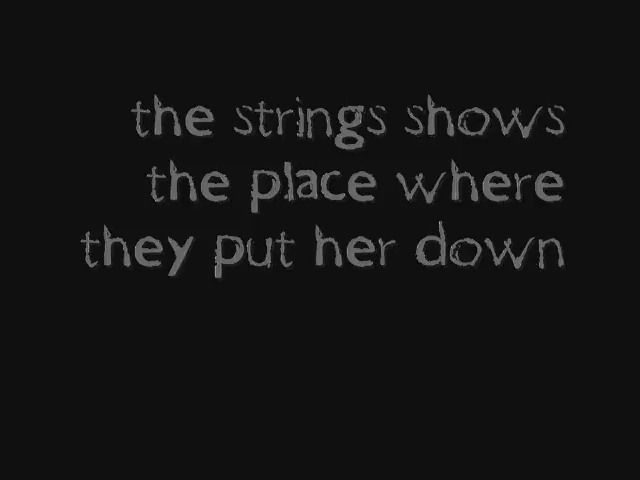 the strings shows
the place where
they put her down